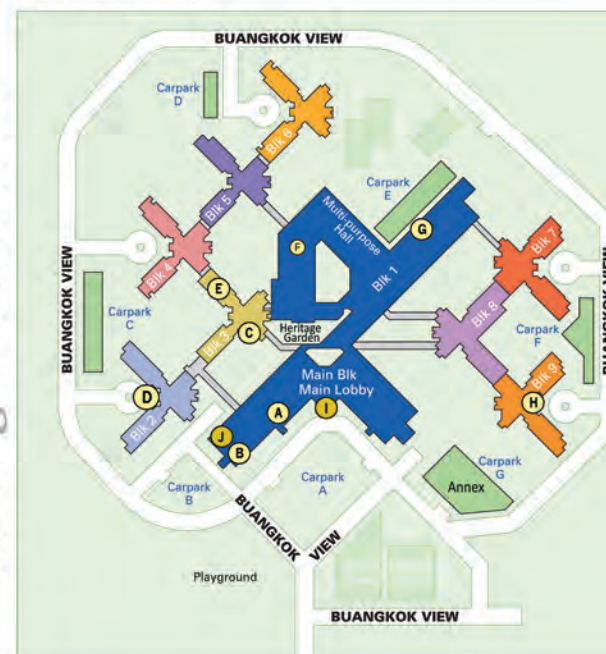 BUANGKOK VIEW
Carpark
D
Blk 6
Blk 5
Carpark
E
G
Multi-purpose
Hall
F
Blk 1
Blk 4
E
Blk 7
BUANGKOK VIEW
Carpark
C
Blk 3
C
Heritage
Garden
Blk 8
Carpark
F
BUANGKOK VIEW
D
Blk 2
Main Blk
Main Lobby
A
I
Blk 9
H
J
B
Carpark
B
Carpark
A
Carpark
G
Annex
BUANGKOK VIEW
Playground
BUANGKOK VIEW